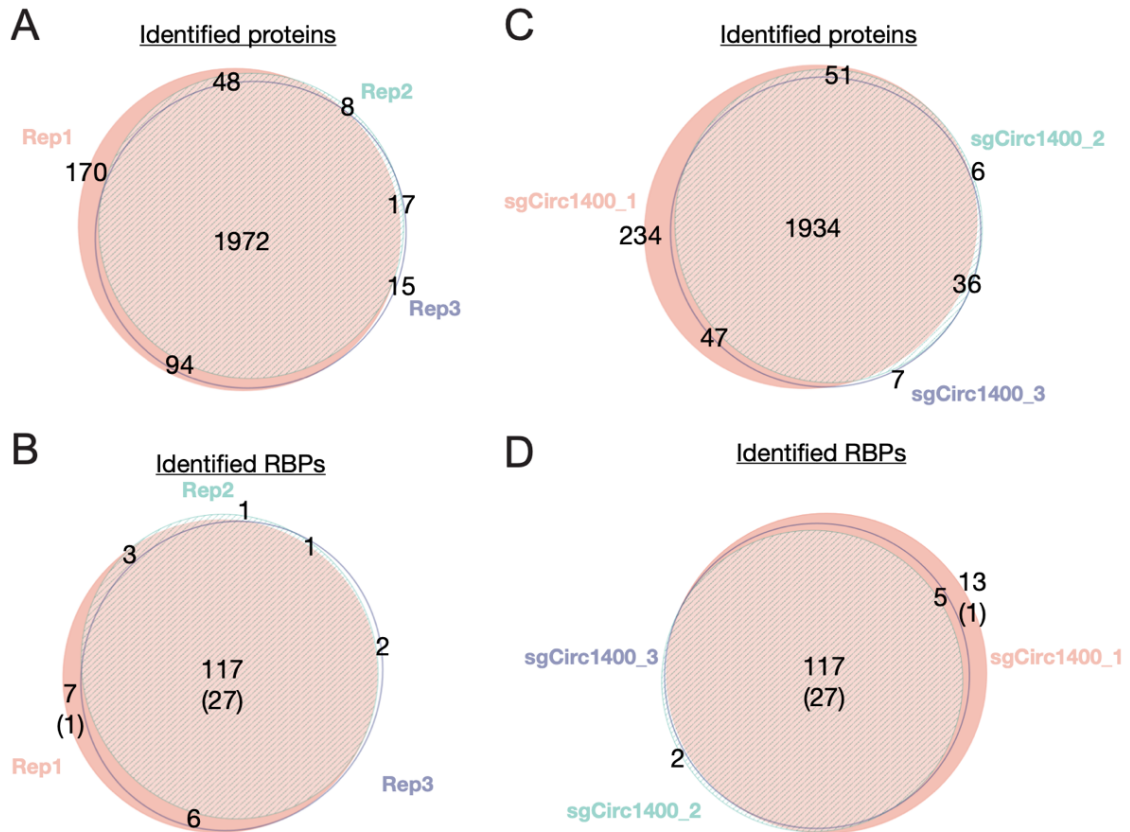 A
Identified proteins
48
8
Rep2
Rep1
170
17
1972
15
Rep3
94
C
Identified proteins
51
sgCirc1400_2
6
sgCirc1400_1
234
1934
36
47
7
sgCirc1400_3
B
Identified RBPs
Rep2
1
1
3
2
117
(27)
7
(1)
Rep1
Rep3
6
D
Identified RBPs
13
(1)
5
sgCirc1400_3
sgCirc1400_1
117
(27)
2
sgCirc1400_2